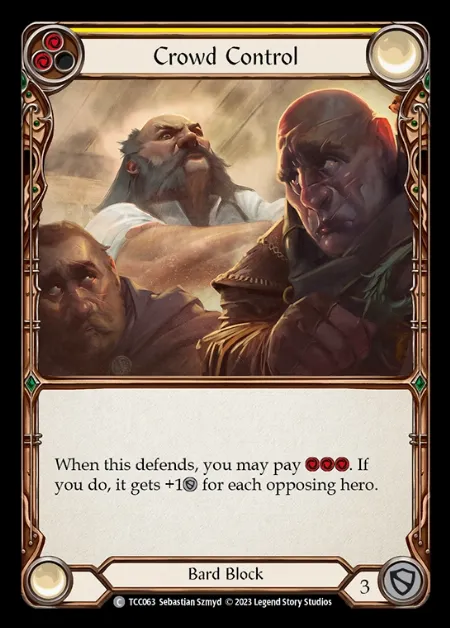 Crowd Control
When this defends, you may pay . If
you do, it gets +1 for each opposing hero.
Bard Block
3
C TCC063 Sebastian Szmyd © 2023 Legend Story Studios